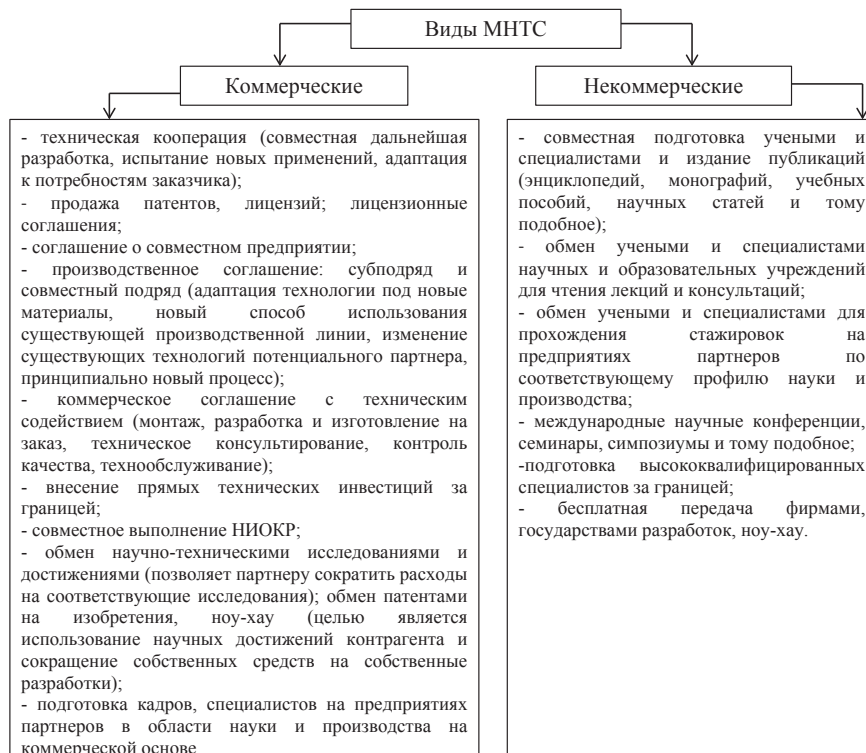 Виды МНТС
Коммерческие
- техническая кооперация (совместная дальнейшая
разработка, испытание новых применений, адаптация
к потребностям заказчика);
- продажа патентов, лицензий; лицензионные
соглашения;
- соглашение о совместном предприятии;
- производственное соглашение: субподряд и
совместный подряд (адаптация технологии под новые
материалы, новый способ использования
существующей производственной линии, изменение
существующих технологий потенциального партнера,
принципиально новый процесс);
- коммерческое соглашение с техническим
содействием (монтаж, разработка и изготовление на
заказ, техническое консультирование, контроль
качества, технообслуживание);
- внесение прямых технических инвестиций за
границей;
- совместное выполнение НИОКР;
- обмен научно-техническими исследованиями и
достижениями (позволяет партнеру сократить расходы
на соответствующие исследования); обмен патентами
на изобретения, ноу-хау (целью является
использование научных достижений контрагента и
сокращение собственных средств на собственные
разработки);
- подготовка кадров, специалистов на предприятиях
партнеров в области науки и производства на
коммерческой основе
Некоммерческие
- совместная подготовка учеными и
специалистами и издание публикаций
(энциклопедий, монографий, учебных
пособий, научных статей и тому
подобное);
- обмен учеными и специалистами
научных и образовательных учреждений
для чтения лекций и консультаций;
- обмен учеными и специалистами для
прохождения стажировок на
предприятиях партнеров по
соответствующему профилю науки и
производства;
- международные научные конференции,
семинары, симпозиумы и тому подобное;
-подготовка высококвалифицированных
специалистов за границей;
- бесплатная передача фирмами,
государствами разработок, ноу-хау.